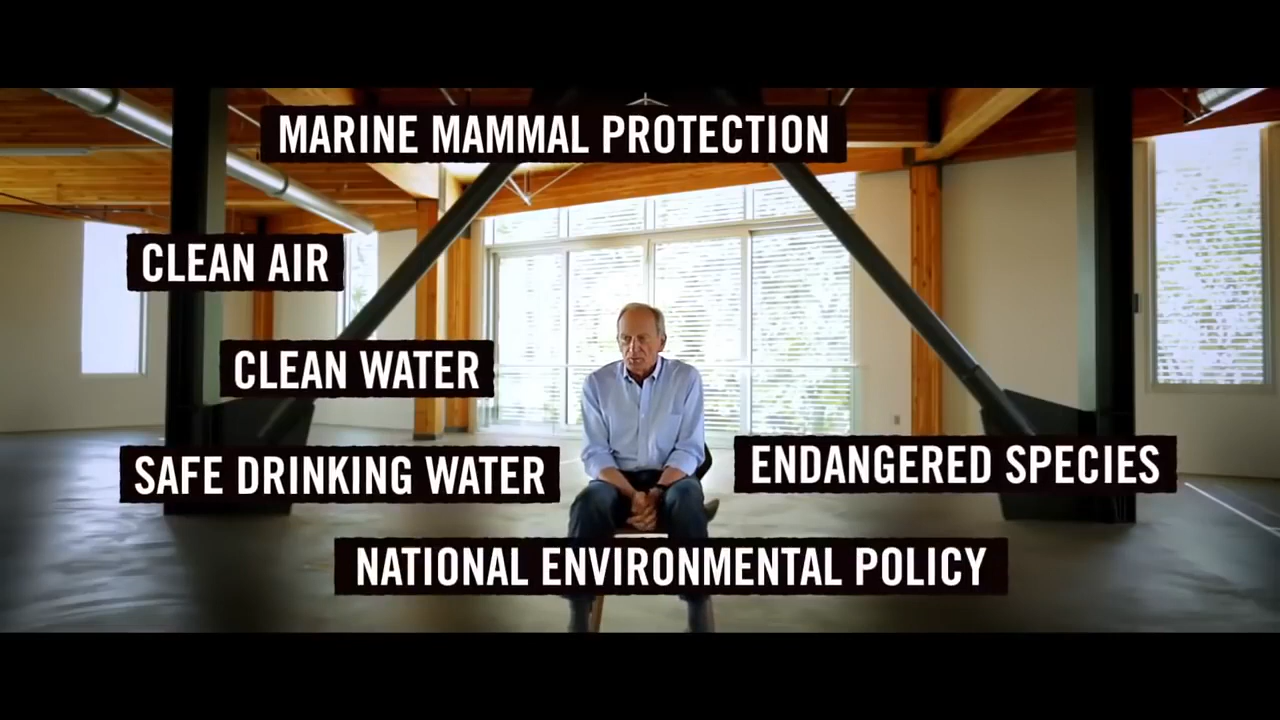 MARINE MAMMAL PROTECTION
CLEAN AIR
CLEAN WATER
SAFE DRINKING WATER
ENDANGERED SPECIES
NATIONAL ENVIRONMENTAL POLICY